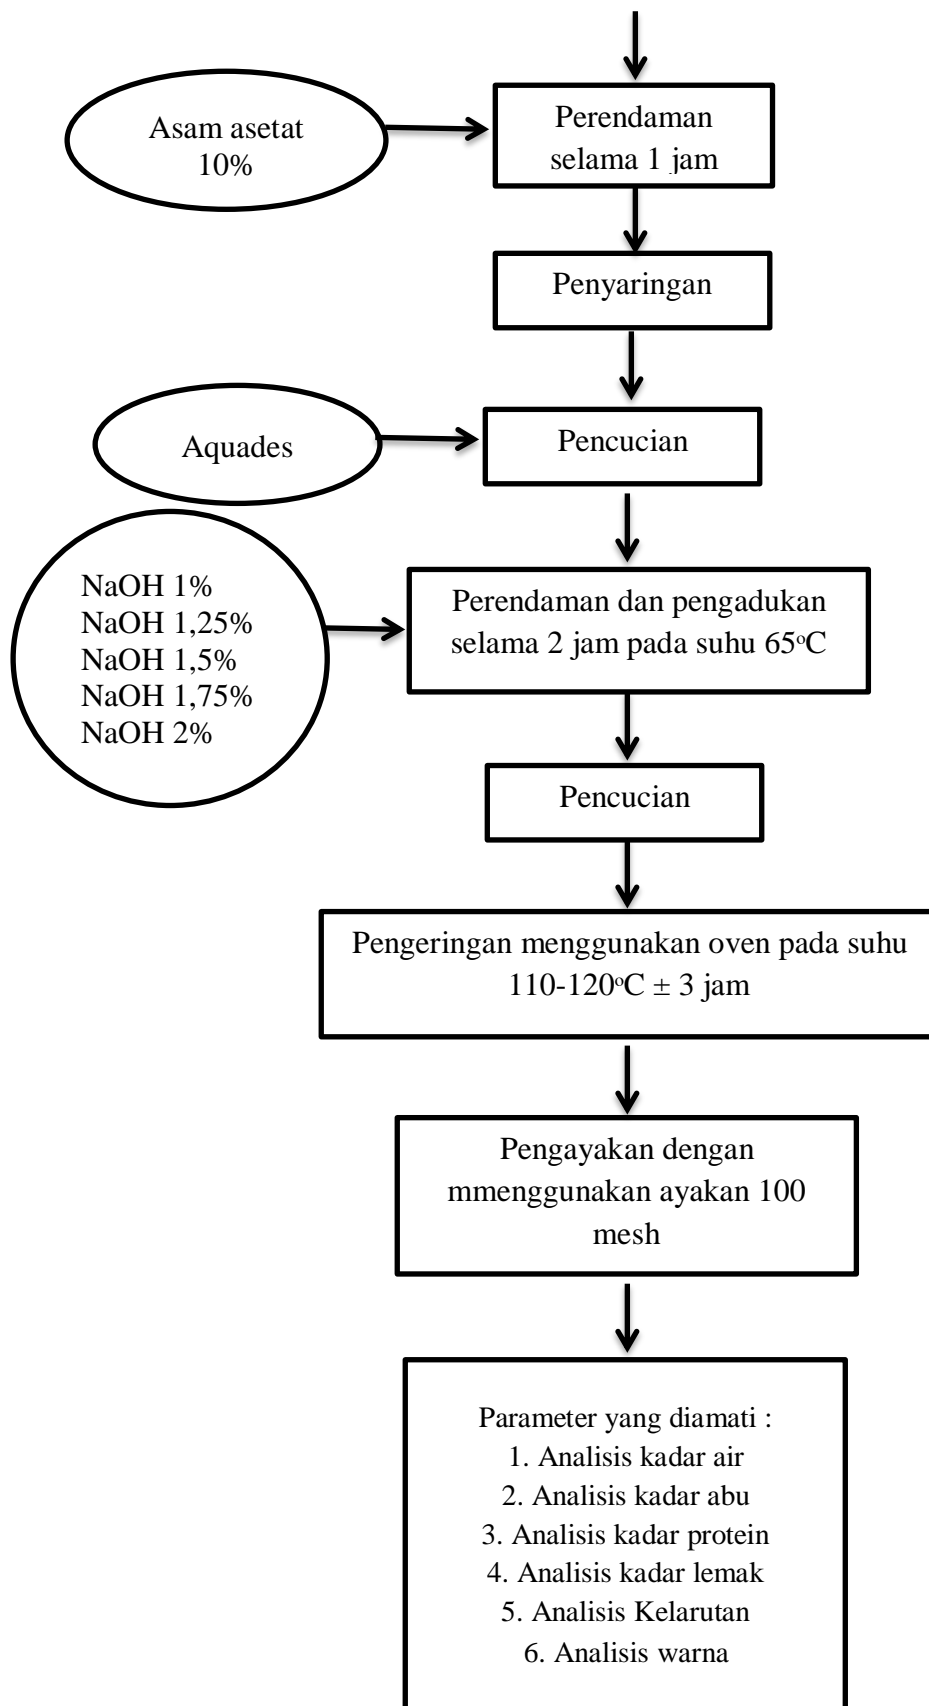 Asam asetat
10%
Perendaman
selama 1 jam
Penyaringan
Aquades
Pencucian
NaOH 1%
NaOH 1,25%
NaOH 1,5%
NaOH 1,75%
NaOH 2%
Perendaman dan pengadukan
selama 2 jam pada suhu 65°C
Pencucian
Pengeringan menggunakan oven pada suhu
110-120°C ± 3 jam
Pengayakan dengan
mmenggunakan ayakan 100
mesh
Parameter yang diamati :
1. Analisis kadar air
2. Analisis kadar abu
3. Analisis kadar protein
4. Analisis kadar lemak
5. Analisis Kelarutan
6. Analisis warna